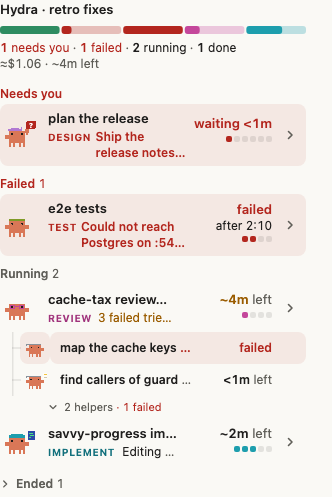 Hydra · retro fixes
1 needs you · 1 failed · 2 running · 1 done
≈$1.06 · ~4m left
Needs you
plan the release
waiting <1m
DESIGN Ship the
release notes...
Failed 1
e2e tests
failed
TEST Could not reach
after 2:10
Postgres on :54...
Running 2
cache-tax review...
~4m left
REVIEW 3 failed trie...
map the cache keys ...
failed
find callers of guard ...
<1m left
2 helpers · 1 failed
savvy-progress im...
~2m left
IMPLEMENT Editing ...
Ended 1